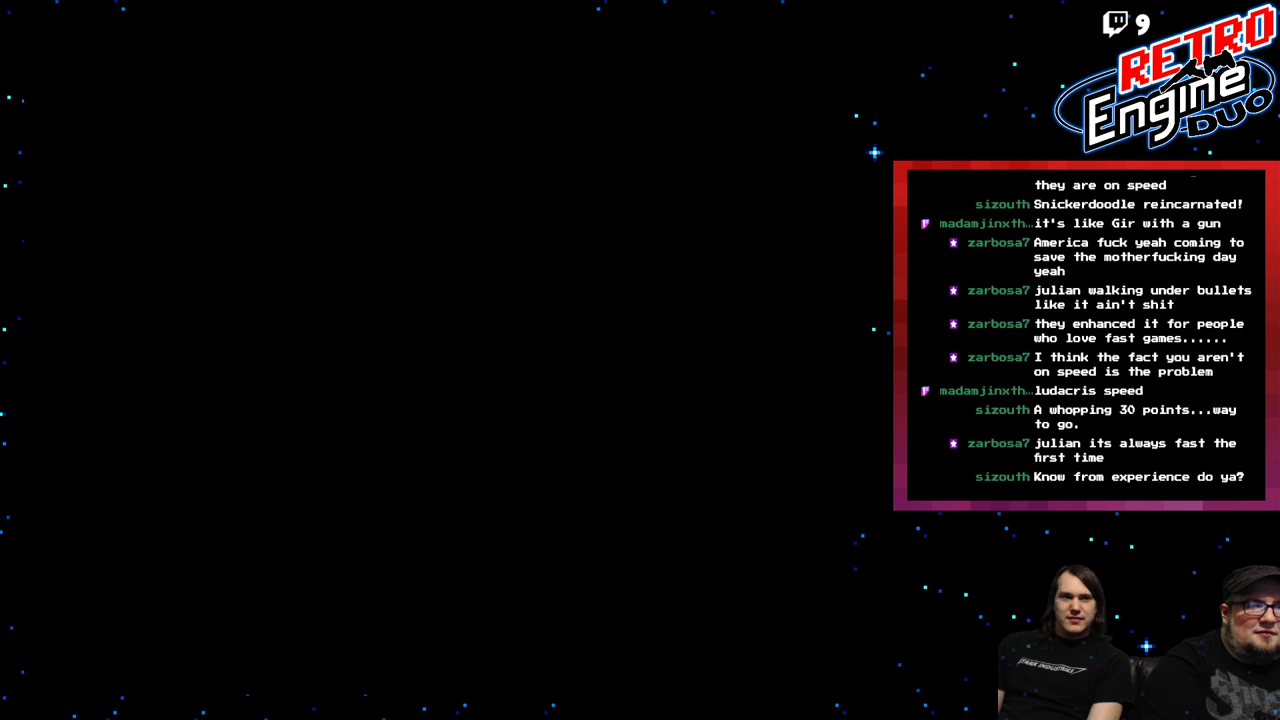 9
RETRO
Engine
DUO
they are on speed
sizouth Snickerdoodle reincarnated!
madamjinxth… it's like Gir with a gun
zarbosa7 America fuck yeah coming to
save the motherfucking day
yeah
zarbosa7 julian walking under bullets
like it ain't shit
zarbosa7 they enhanced it for people
who love fast games......
zarbosa7 I think the fact you aren't
on speed is the problem
madamjinxth… ludacris speed
sizouth A whopping 30 points...way
to go.
zarbosa7 julian its always fast the
first time
sizouth Know from experience do ya?
STARK INDUSTRIES